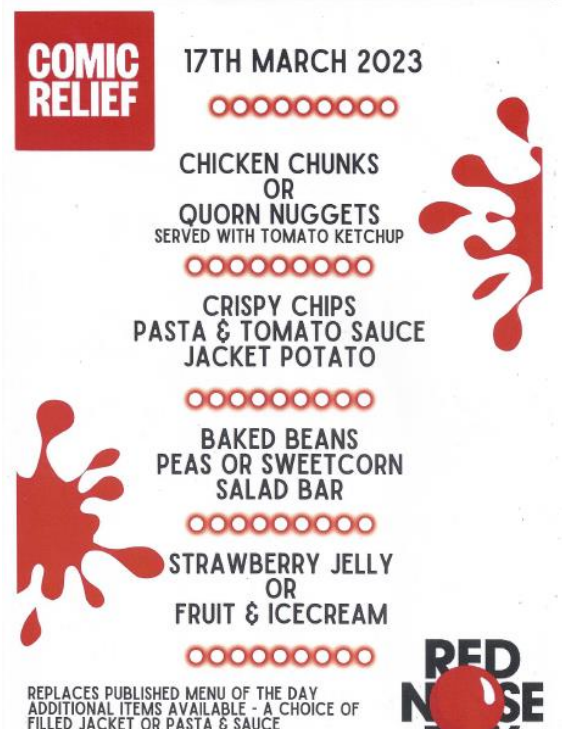 COMIC
RELIEF
17TH MARCH 2023
CHICKEN CHUNKS
OR
QUORN NUGGETS
SERVED WITH TOMATO KETCHUP
CRISPY CHIPS
PASTA & TOMATO SAUCE
JACKET POTATO
BAKED BEANS
PEAS OR SWEETCORN
SALAD BAR
STRAWBERRY JELLY
OR
FRUIT & ICECREAM
REPLACES PUBLISHED MENU OF THE DAY
ADDITIONAL ITEMS AVAILABLE - A CHOICE OF
FILLED JACKET OR PASTA & SAUCE
RED
NOSE